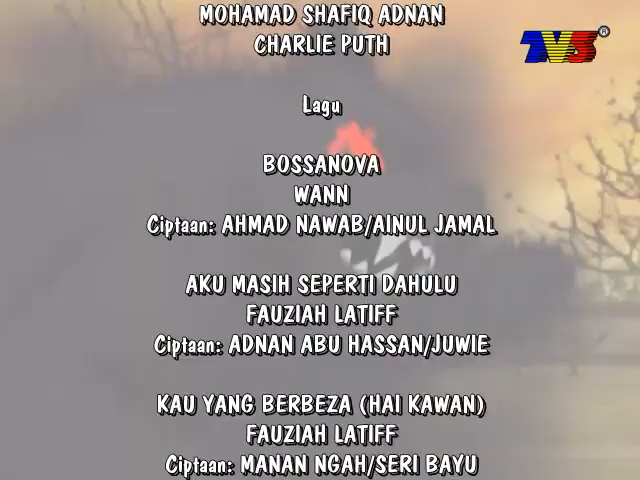 MOHAMAD SHAFIQ ADNAN
CHARLIE PUTH
TV3®
Lagu
BOSSANOVA
WANN
Ciptaan: AHMAD NAWAB/AINUL JAMAL
AKU MASIH SEPERTI DAHULU
FAUZIAH LATIFF
Ciptaan: ADNAN ABU HASSAN/JUWIE
KAU YANG BERBEZA (HAI KAWAN)
FAUZIAH LATIFF
Ciptaan: MANAN NGAH/SERI BAYU